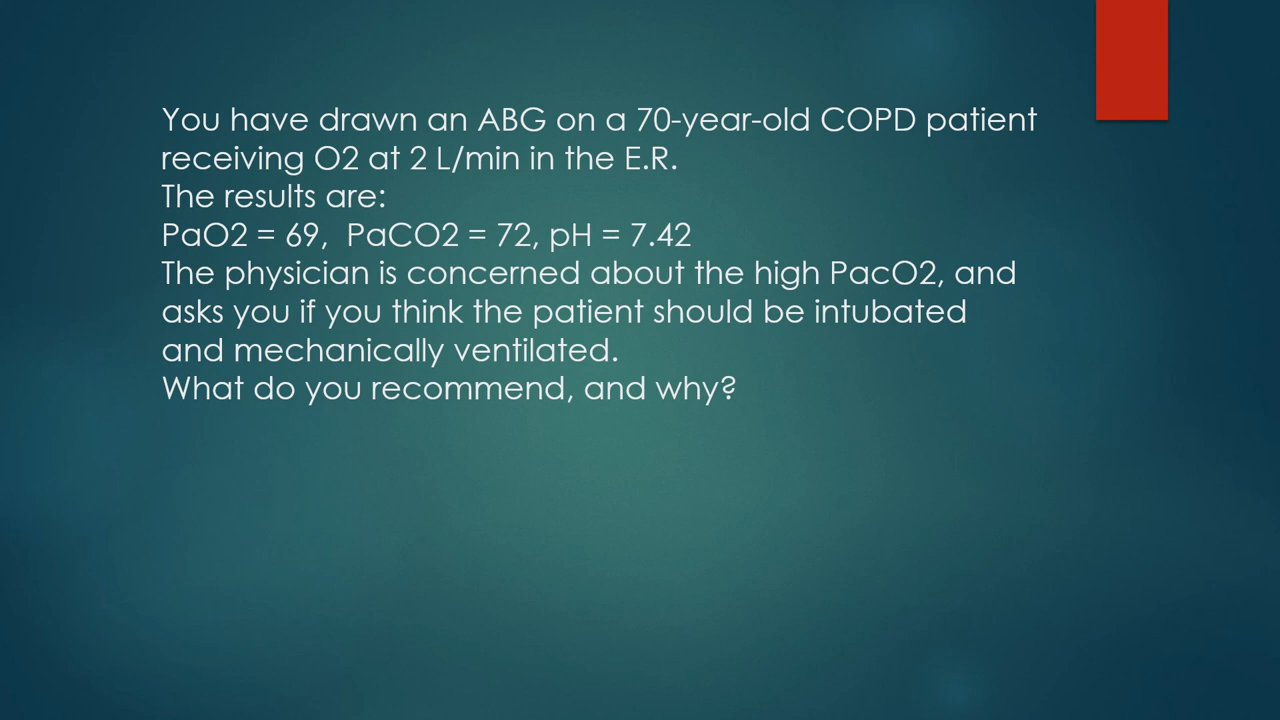 You have drawn an ABG on a 70-year-old COPD patient
receiving O2 at 2 L/min in the E.R.
The results are:
PaO2 = 69,  PaCO2 = 72, pH = 7.42
The physician is concerned about the high PacO2, and
asks you if you think the patient should be intubated
and mechanically ventilated.
What do you recommend, and why?